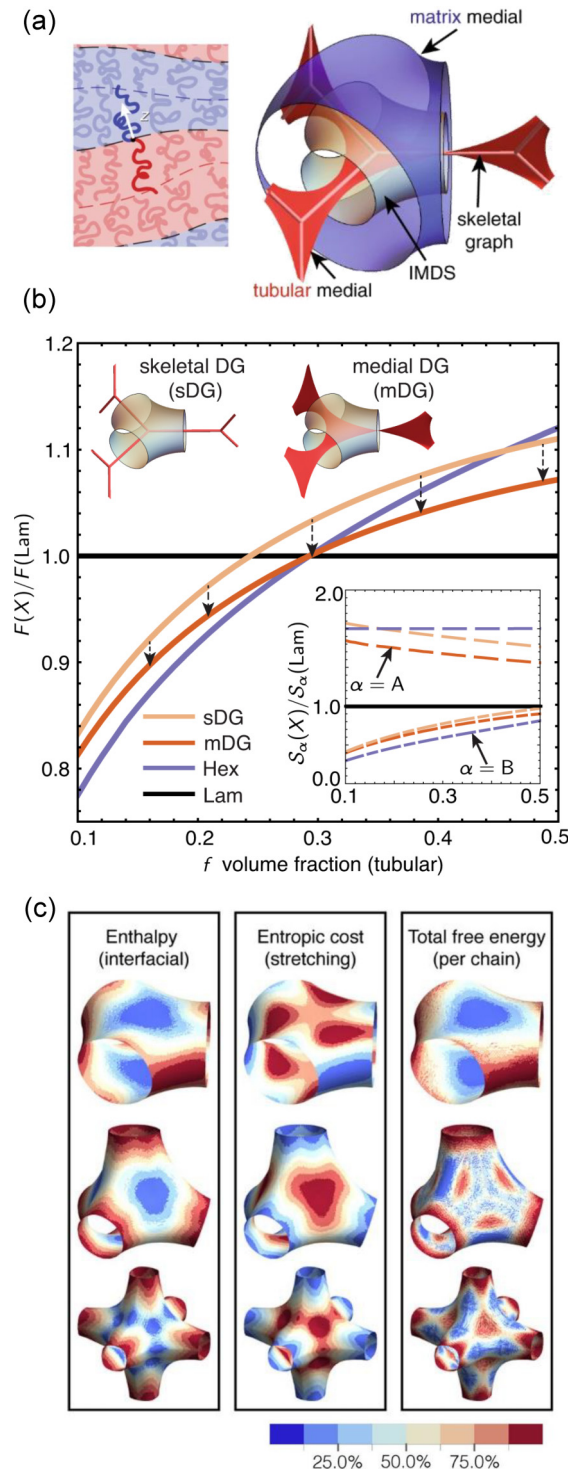 (a)
z
matrix medial
skeletal
graph
IMDS
tubular medial
(b)
1.2
1.1
1.0
0.9
0.8
F(X)/F(Lam)
skeletal DG
(sDG)
medial DG
(mDG)
sDG
mDG
Hex
Lam
2.0
1.0
0.0
S_α(X)/S_α(Lam)
α = A
α = B
0.1 0.3 0.5
0.1 0.2 0.3 0.4 0.5
f volume fraction (tubular)
(c)
Enthalpy
(interfacial)
Entropic cost
(stretching)
Total free energy
(per chain)
25.0% 50.0% 75.0%